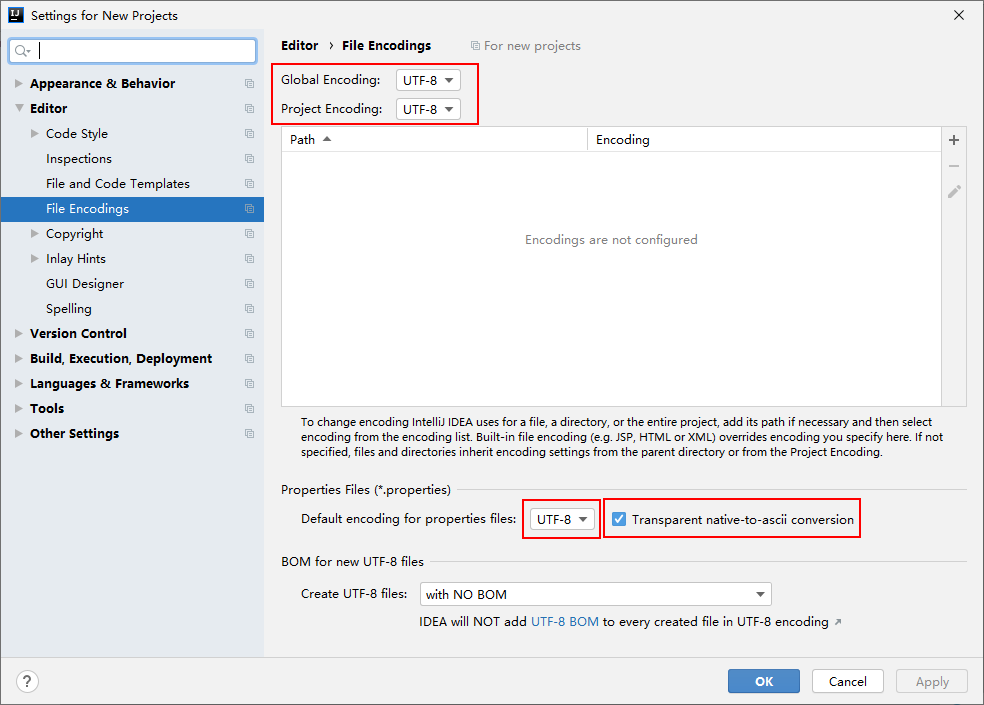 Settings for New Projects
Appearance & Behavior
Editor
Code Style
Inspections
File and Code Templates
File Encodings
Copyright
Inlay Hints
GUI Designer
Spelling
Version Control
Build, Execution, Deployment
Languages & Frameworks
Tools
Other Settings
Editor › File Encodings For new projects
Global Encoding: UTF-8
Project Encoding: UTF-8
Path Encoding
Encodings are not configured
To change encoding IntelliJ IDEA uses for a file, a directory, or the entire project, add its path if necessary and then select
encoding from the encoding list. Built-in file encoding (e.g. JSP, HTML or XML) overrides encoding you specify here. If not
specified, files and directories inherit encoding settings from the parent directory or from the Project Encoding.
Properties Files (*.properties)
Default encoding for properties files: UTF-8 Transparent native-to-ascii conversion
BOM for new UTF-8 files
Create UTF-8 files: with NO BOM
IDEA will NOT add UTF-8 BOM to every created file in UTF-8 encoding ↗
? OK Cancel Apply